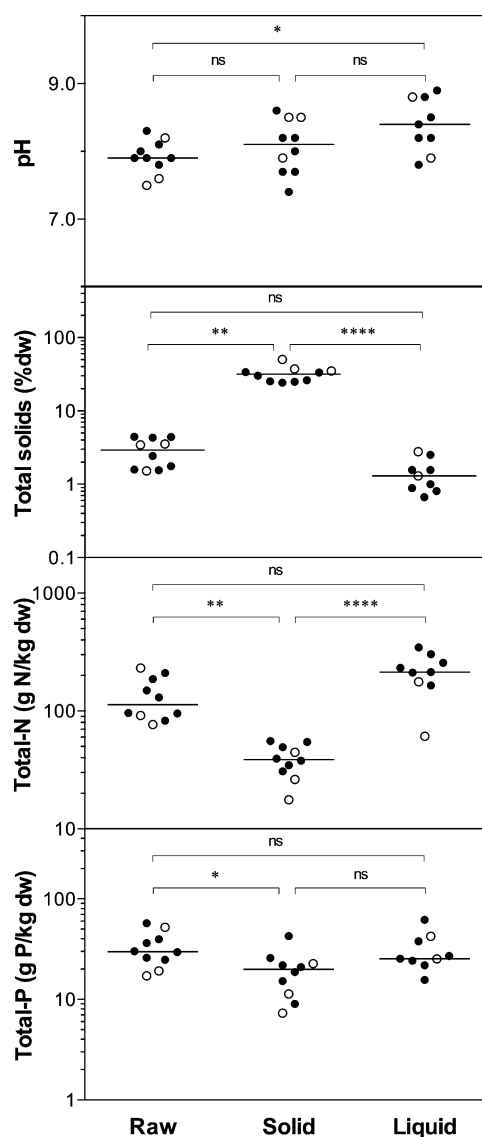 *
ns
ns
9.0
pH
7.0
ns
**
****
100
10
1
0.1
Total solids (%dw)
ns
**
****
1000
100
10
Total-N (g N/kg dw)
ns
*
ns
100
10
1
Total-P (g P/kg dw)
Raw
Solid
Liquid